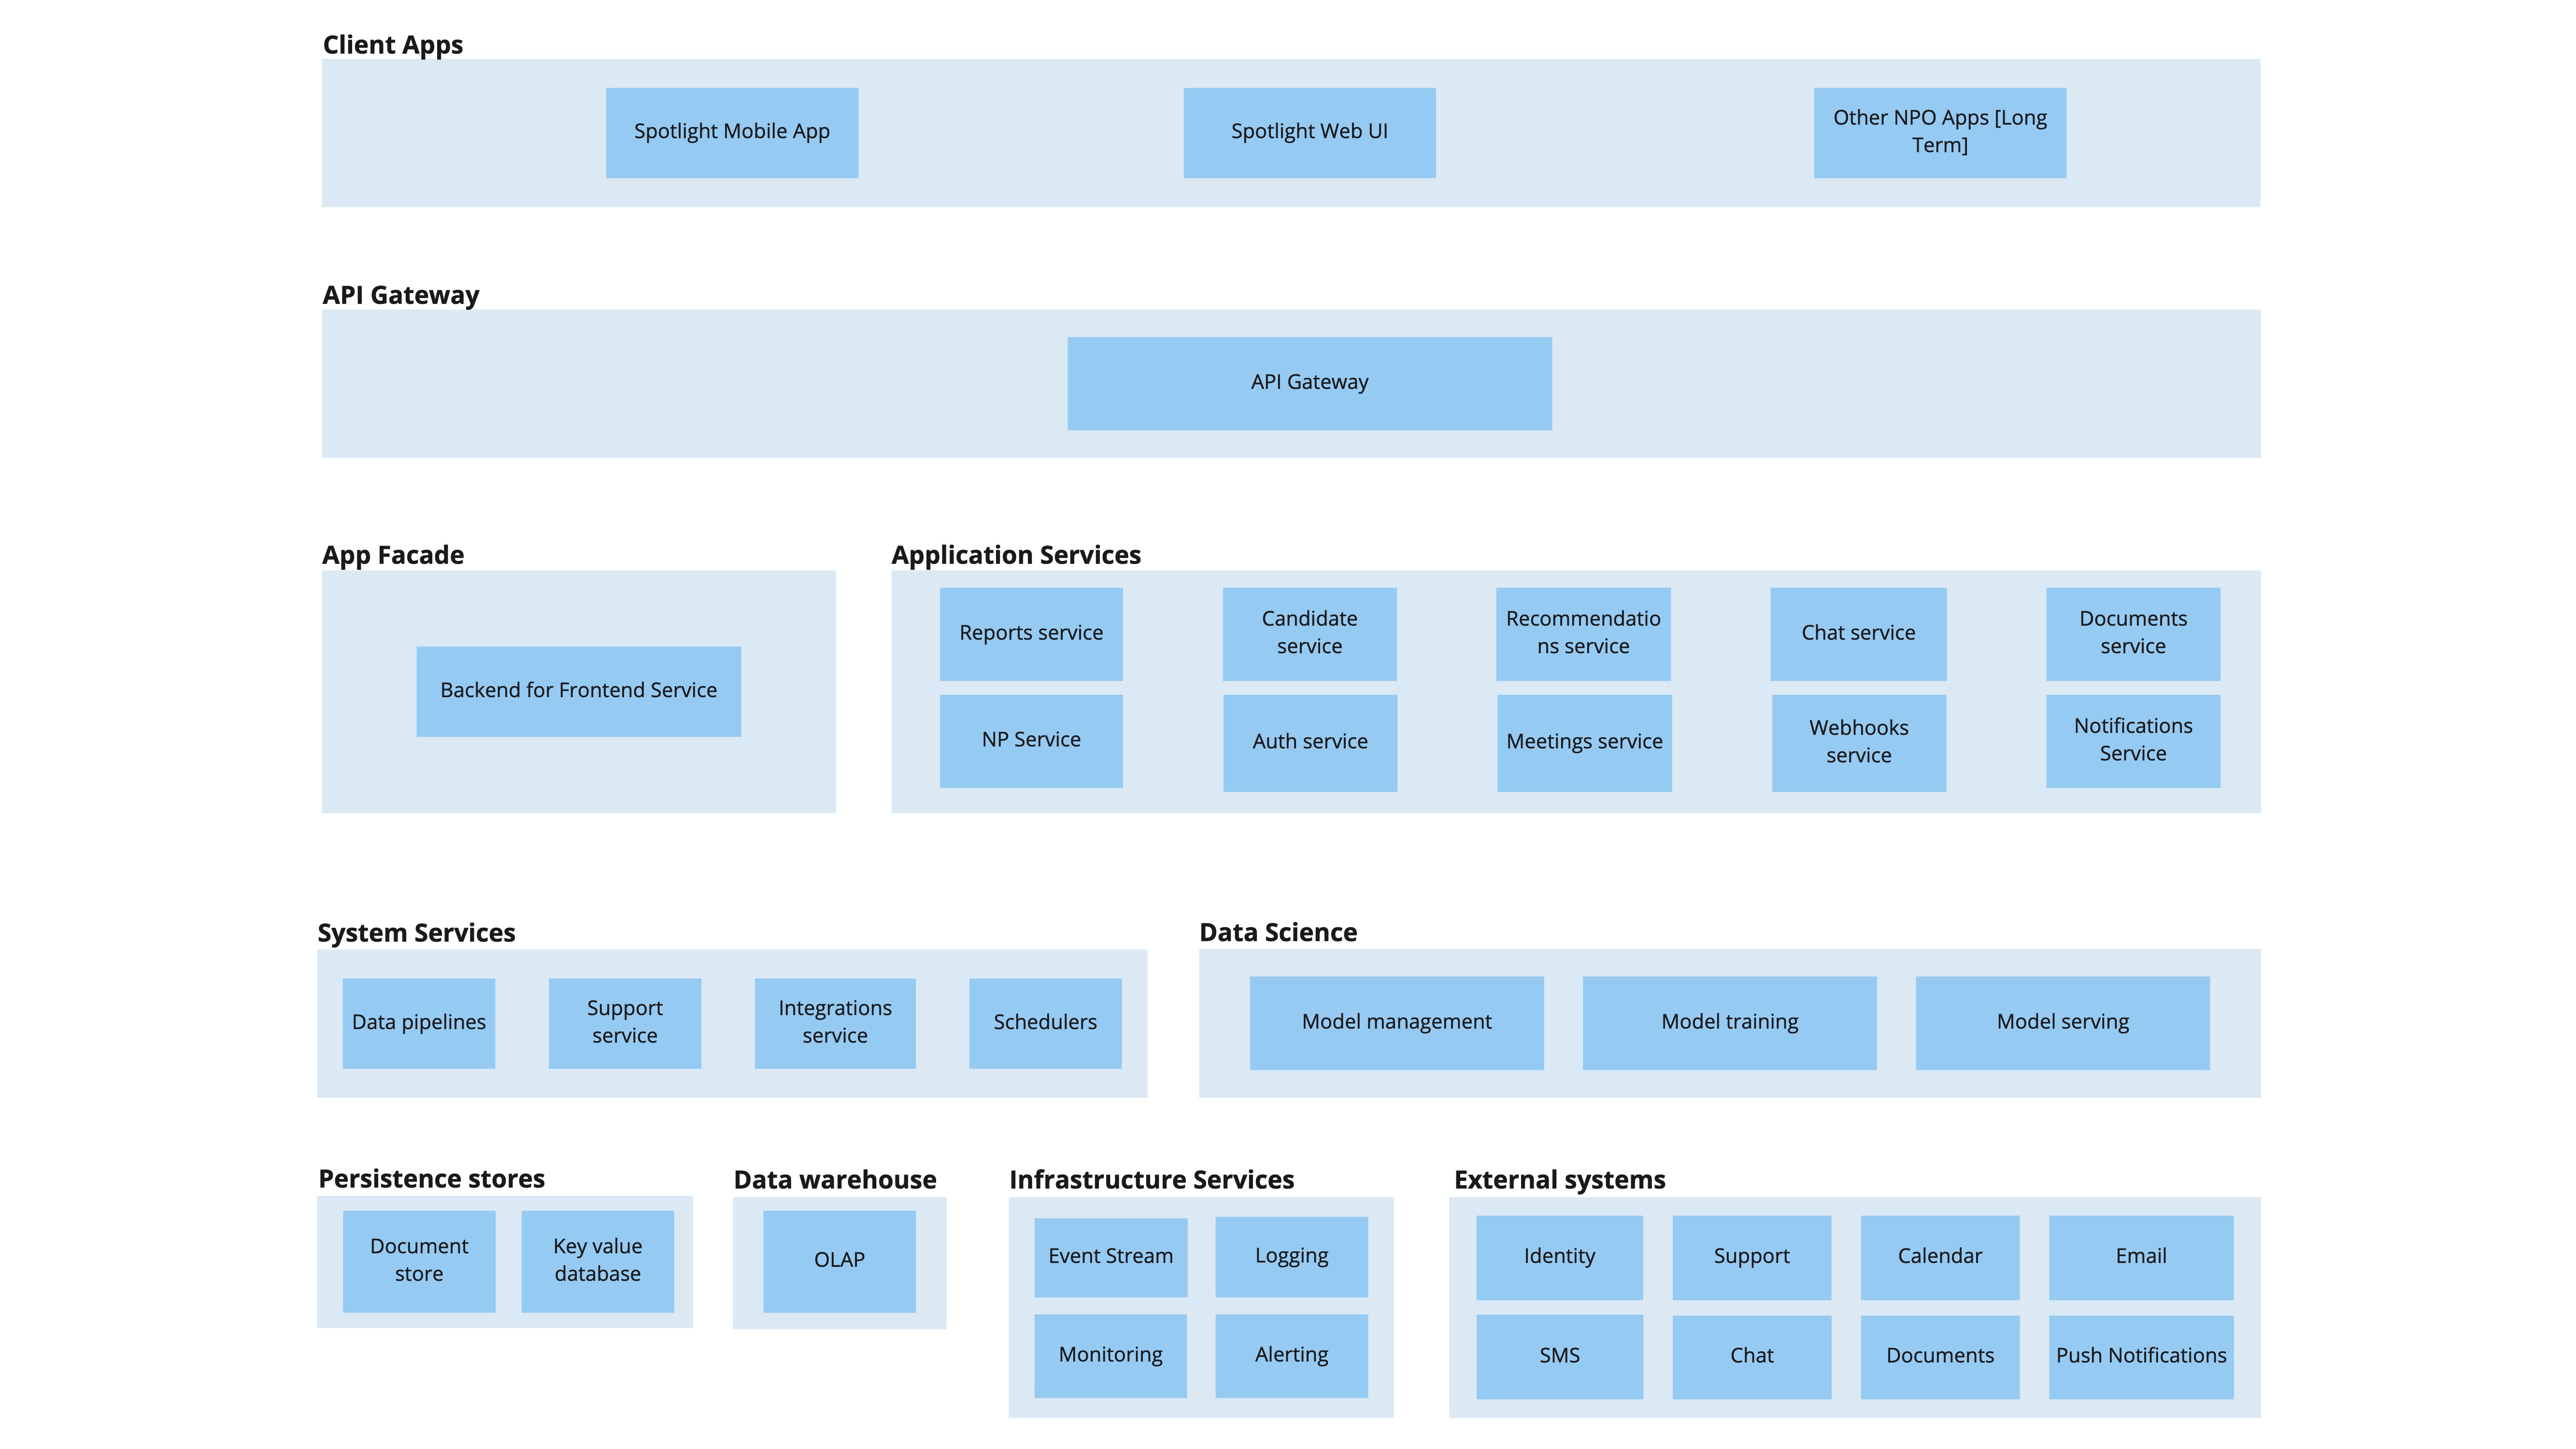 Client Apps
Spotlight Mobile App
Spotlight Web UI
Other NPO Apps [Long
Term]
API Gateway
API Gateway
App Facade
Backend for Frontend Service
Application Services
Reports service
Candidate
service
Recommendatio
ns service
Chat service
Documents
service
NP Service
Auth service
Meetings service
Webhooks
service
Notifications
Service
System Services
Data pipelines
Support
service
Integrations
service
Schedulers
Data Science
Model management
Model training
Model serving
Persistence stores
Document
store
Key value
database
Data warehouse
OLAP
Infrastructure Services
Event Stream
Logging
Monitoring
Alerting
External systems
Identity
Support
Calendar
Email
SMS
Chat
Documents
Push Notifications